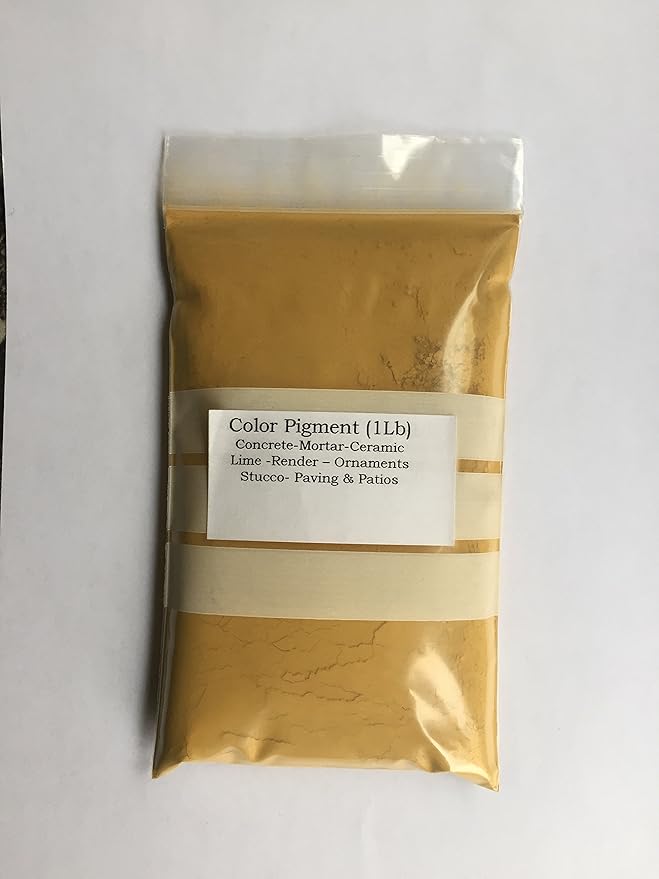 Color Pigment (1Lb)
Concrete-Mortar-Ceramic
Lime -Render – Ornaments
Stucco- Paving & Patios